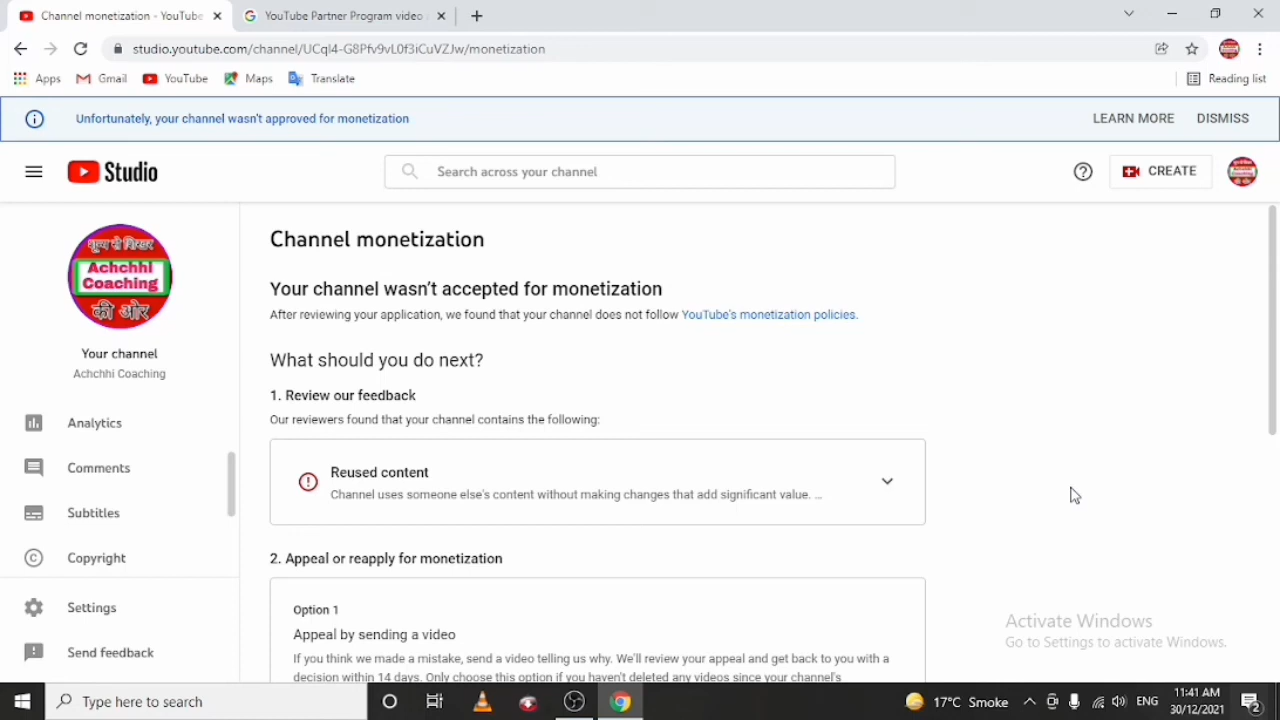 Channel monetization - YouTube
YouTube Partner Program video
studio.youtube.com/channel/UCql4-G8Pfv9vL0f3iCuVZJw/monetization
Apps Gmail YouTube Maps Translate Reading list
Unfortunately, your channel wasn't approved for monetization LEARN MORE DISMISS
Studio Search across your channel CREATE
शून्य से शिखर
Achchhi
Coaching
की ओर
Your channel
Achchhi Coaching
Analytics
Comments
Subtitles
Copyright
Settings
Send feedback
Channel monetization
Your channel wasn't accepted for monetization
After reviewing your application, we found that your channel does not follow YouTube's monetization policies.
What should you do next?
1. Review our feedback
Our reviewers found that your channel contains the following:
Reused content
Channel uses someone else's content without making changes that add significant value. ...
2. Appeal or reapply for monetization
Option 1
Appeal by sending a video
If you think we made a mistake, send a video telling us why. We'll review your appeal and get back to you with a
decision within 14 days. Only choose this option if you haven't deleted any videos since your channel's
Activate Windows
Go to Settings to activate Windows.
Type here to search
17°C Smoke
ENG
11:41 AM
30/12/2021
2